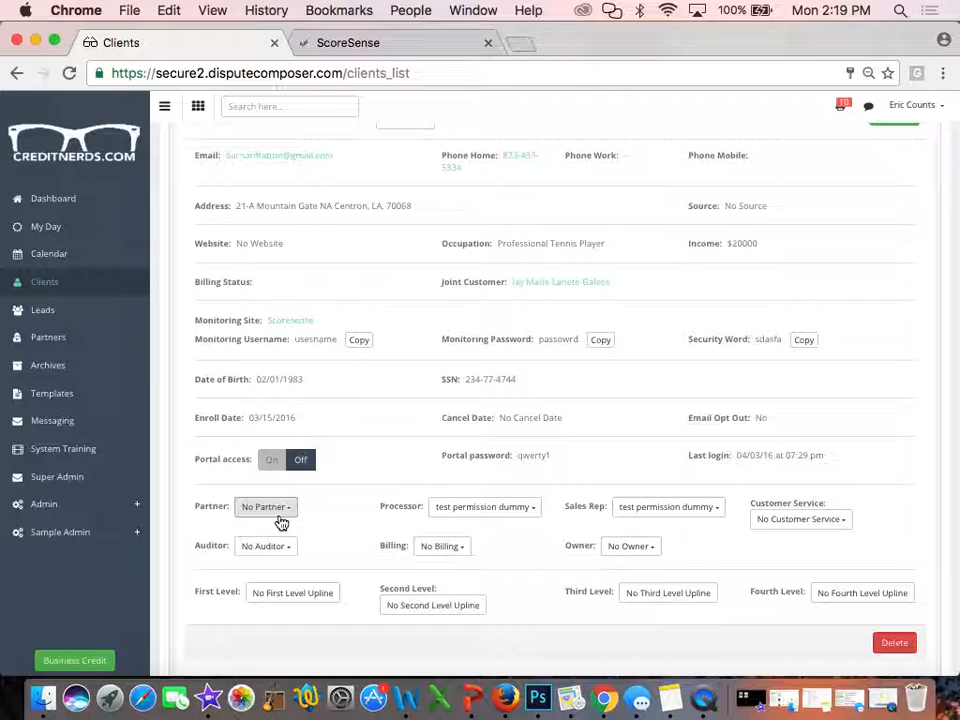 Chrome File Edit View History Bookmarks People Window Help 100% Mon 2:19 PM
Clients ScoreSense
https://secure2.disputecomposer.com/clients_list
CREDITNERDS.COM
Search here...
10
Eric Counts
Dashboard
My Day
Calendar
Clients
Leads
Partners
Archives
Templates
Messaging
System Training
Super Admin
Admin +
Sample Admin +
Business Credit
Email: Phone Home: Phone Work: -- Phone Mobile:
Address: 21-A Mountain Gate NA Centron, LA, 70068 Source: No Source
Website: No Website Occupation: Professional Tennis Player Income: $20000
Billing Status: Joint Customer: Jay Marie Lariete Galeos
Monitoring Site: Scoresense
Monitoring Username: usesname Copy Monitoring Password: passowrd Copy Security Word: sdasfa Copy
Date of Birth: 02/01/1983 SSN: 234-77-4744
Enroll Date: 03/15/2016 Cancel Date: No Cancel Date Email Opt Out: No
Portal access: On Off Portal password: qwerty1 Last login: 04/03/16 at 07:29 pm
Partner: No Partner Processor: test permission dummy Sales Rep: test permission dummy Customer Service: No Customer Service
Auditor: No Auditor Billing: No Billing Owner: No Owner
First Level: No First Level Upline Second Level: No Second Level Upline Third Level: No Third Level Upline Fourth Level: No Fourth Level Upline
Delete